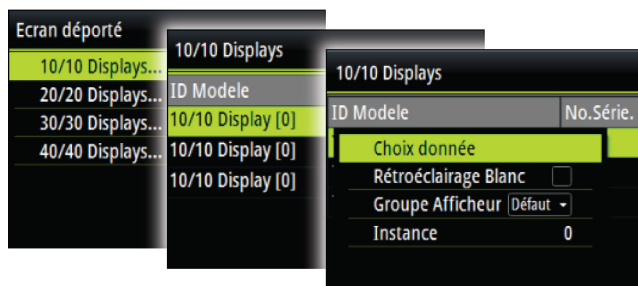 Ecran déporté
10/10 Displays...
20/20 Displays...
30/30 Displays...
40/40 Displays...
10/10 Displays
ID Modele
10/10 Display [0]
10/10 Display [0]
10/10 Display [0]
10/10 Displays
ID Modele No.Série.
Choix donnée
Rétroéclairage Blanc
Groupe Afficheur Défaut
Instance 0